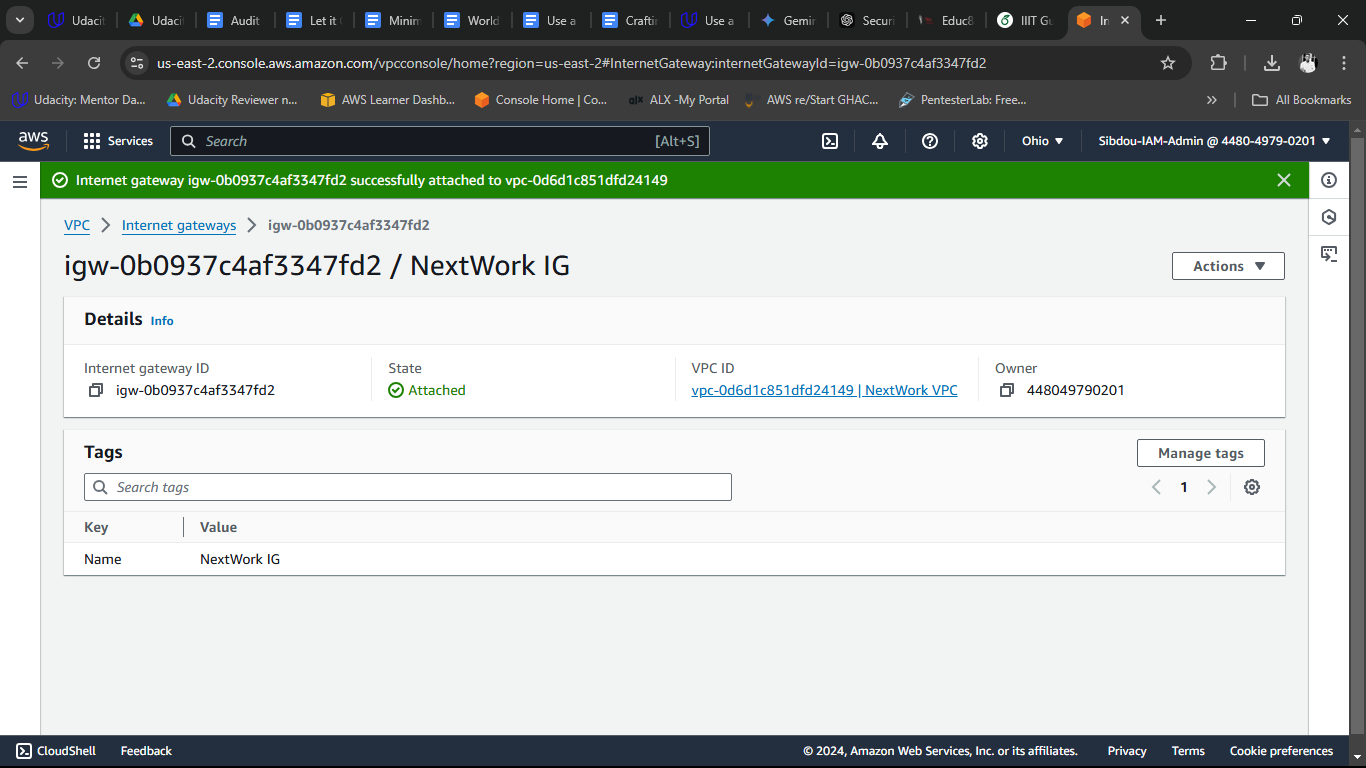 Udacit
Udacit
Audit
Let it
Minim
World
Use a
Craftin
Use a
Gemin
Securi
Educ8
IIIT Gu
In
us-east-2.console.aws.amazon.com/vpcconsole/home?region=us-east-2#InternetGateway:internetGatewayId=igw-0b0937c4af3347fd2
Udacity: Mentor Da...
Udacity Reviewer n...
AWS Learner Dashb...
Console Home | Co...
alx
ALX -My Portal
AWS re/Start GHAC...
PentesterLab: Free...
All Bookmarks
aws
Services
Search
[Alt+S]
Ohio
Sibdou-IAM-Admin @ 4480-4979-0201
Internet gateway igw-0b0937c4af3347fd2 successfully attached to vpc-0d6d1c851dfd24149
VPC
Internet gateways
igw-0b0937c4af3347fd2
igw-0b0937c4af3347fd2 / NextWork IG
Actions
Details Info
Internet gateway ID
igw-0b0937c4af3347fd2
State
Attached
VPC ID
vpc-0d6d1c851dfd24149 | NextWork VPC
Owner
448049790201
Tags
Manage tags
Search tags
1
Key
Value
Name
NextWork IG
CloudShell
Feedback
© 2024, Amazon Web Services, Inc. or its affiliates.
Privacy
Terms
Cookie preferences